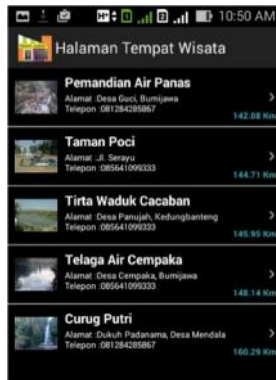 10:50 AM
Halaman Tempat Wisata
Pemandian Air Panas
Alamat :Desa Guci, Bumijawa
Telepon :081284285867
142.08 Km
Taman Poci
Alamat :Jl. Serayu
Telepon :085641099333
144.71 Km
Tirta Waduk Cacaban
Alamat :Desa Panujah, Kedungbanteng
Telepon :085641099333
145.95 Km
Telaga Air Cempaka
Alamat :Desa Cempaka, Bumijawa
Telepon :081284285867
148.14 Km
Curug Putri
Alamat :Dukuh Padanama, Desa Mendala
Telepon :081284285867
160.29 Km